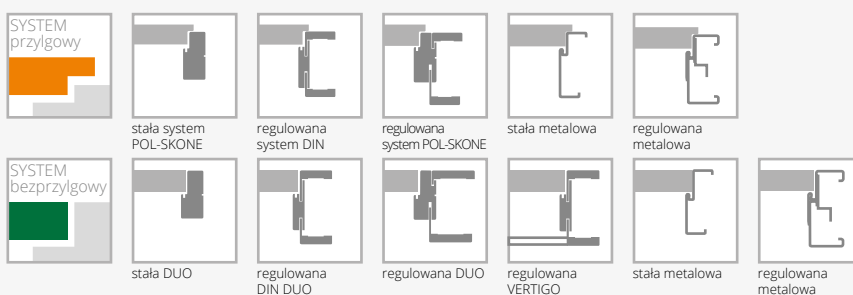 SYSTEM
przylgowy
stała system
POL-SKONE
regulowana
system DIN
regulowana
system POL-SKONE
stała metalowa
regulowana
metalowa
SYSTEM
bezprzylgowy
stała DUO
regulowana
DIN DUO
regulowana DUO
regulowana
VERTIGO
stała metalowa
regulowana
metalowa